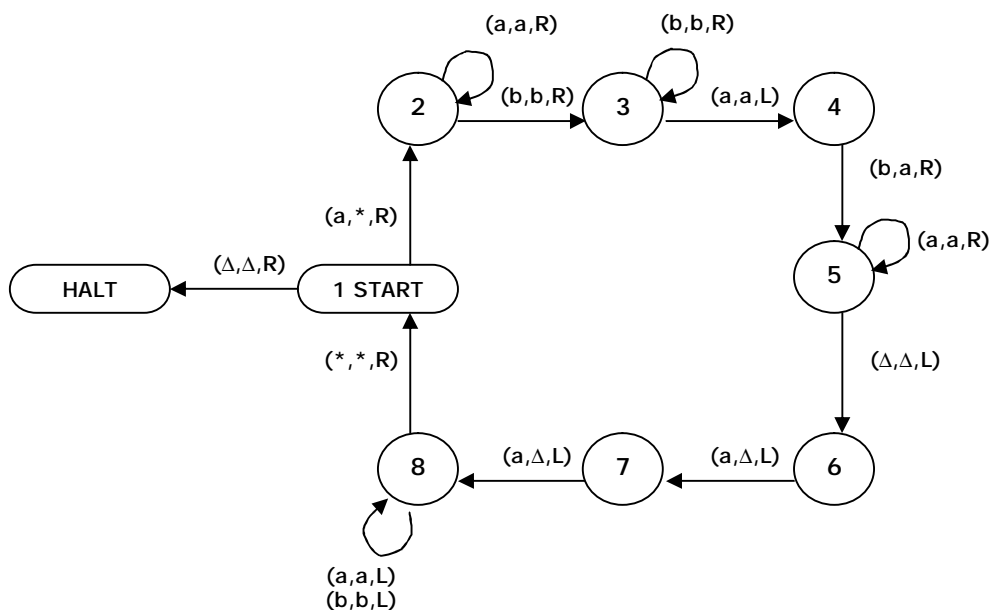 (a,a,R)
(b,b,R)
2
(b,b,R)
3
(a,a,L)
4
(b,a,R)
(a,*,R)
5
(a,a,R)
HALT
(Δ,Δ,R)
1 START
(*,*,R)
(Δ,Δ,L)
8
(a,Δ,L)
7
(a,Δ,L)
6
(a,a,L)
(b,b,L)